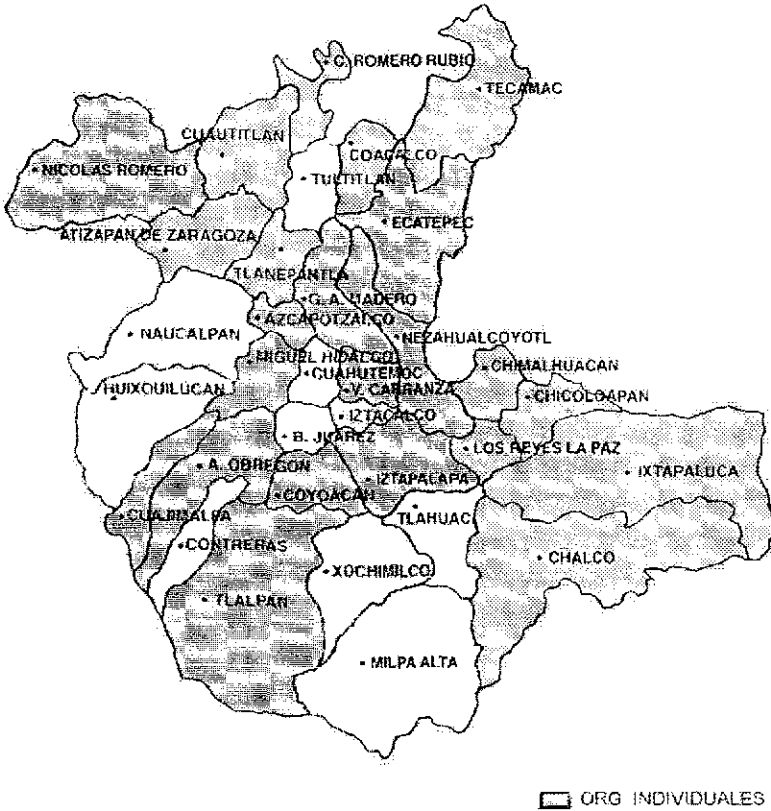 C. ROMERO RUBIO
TECAMAC
CUAUTITLAN
COACALCO
NICOLAS ROMERO
TULTITLAN
ECATEPEC
ATIZAPAN DE ZARAGOZA
TLANEPANTLA
G. A. MADERO
AZCAPOTZALCO
NAUCALPAN
NEZAHUALCOYOTL
MIGUEL HIDALGO
CHIMALHUACAN
CUAHUTEMOC
HUIXQUILUCAN
V. CARRANZA
CHICOLOAPAN
IZTACALCO
B. JUAREZ
LOS REYES LA PAZ
A. OBREGON
IZTAPALAPA
IXTAPALUCA
COYOACAN
TLAHUAC
CUAJIMALPA
CONTRERAS
CHALCO
XOCHIMILCO
TLALPAN
MILPA ALTA
ORG INDIVIDUALES